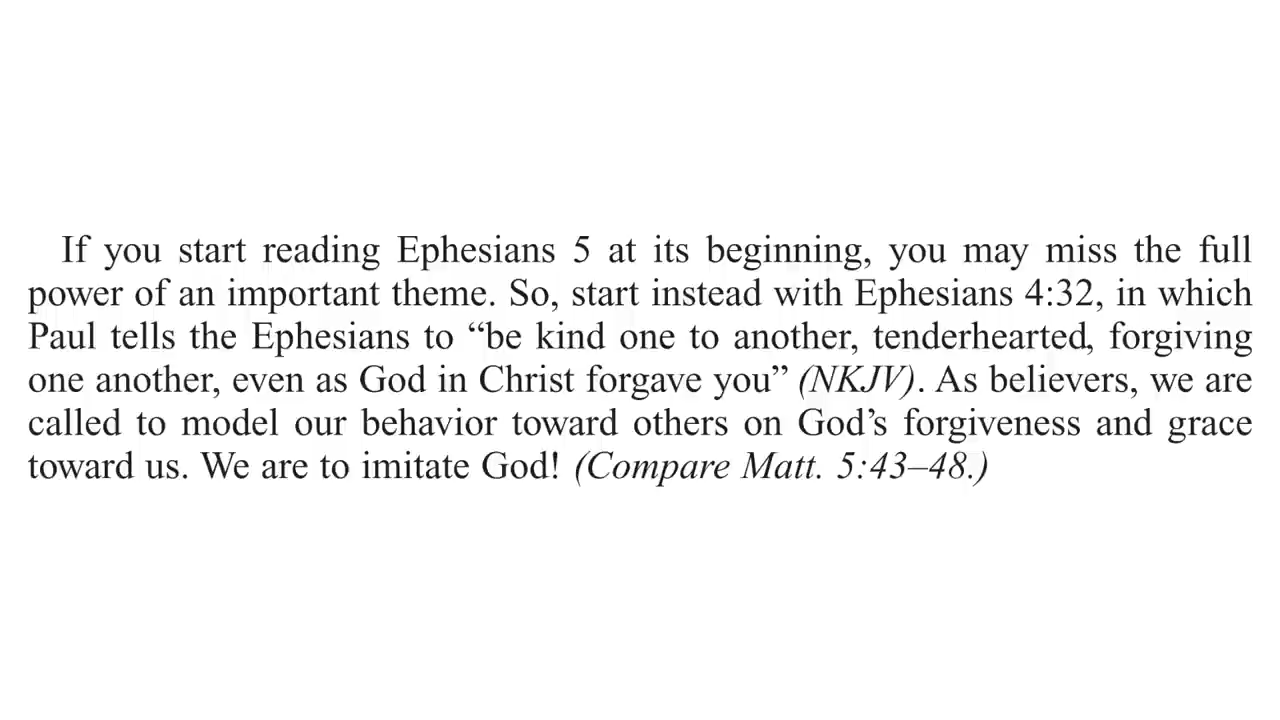 If you start reading Ephesians 5 at its beginning, you may miss the full
power of an important theme. So, start instead with Ephesians 4:32, in which
Paul tells the Ephesians to “be kind one to another, tenderhearted, forgiving
one another, even as God in Christ forgave you” (NKJV). As believers, we are
called to model our behavior toward others on God’s forgiveness and grace
toward us. We are to imitate God! (Compare Matt. 5:43–48.)